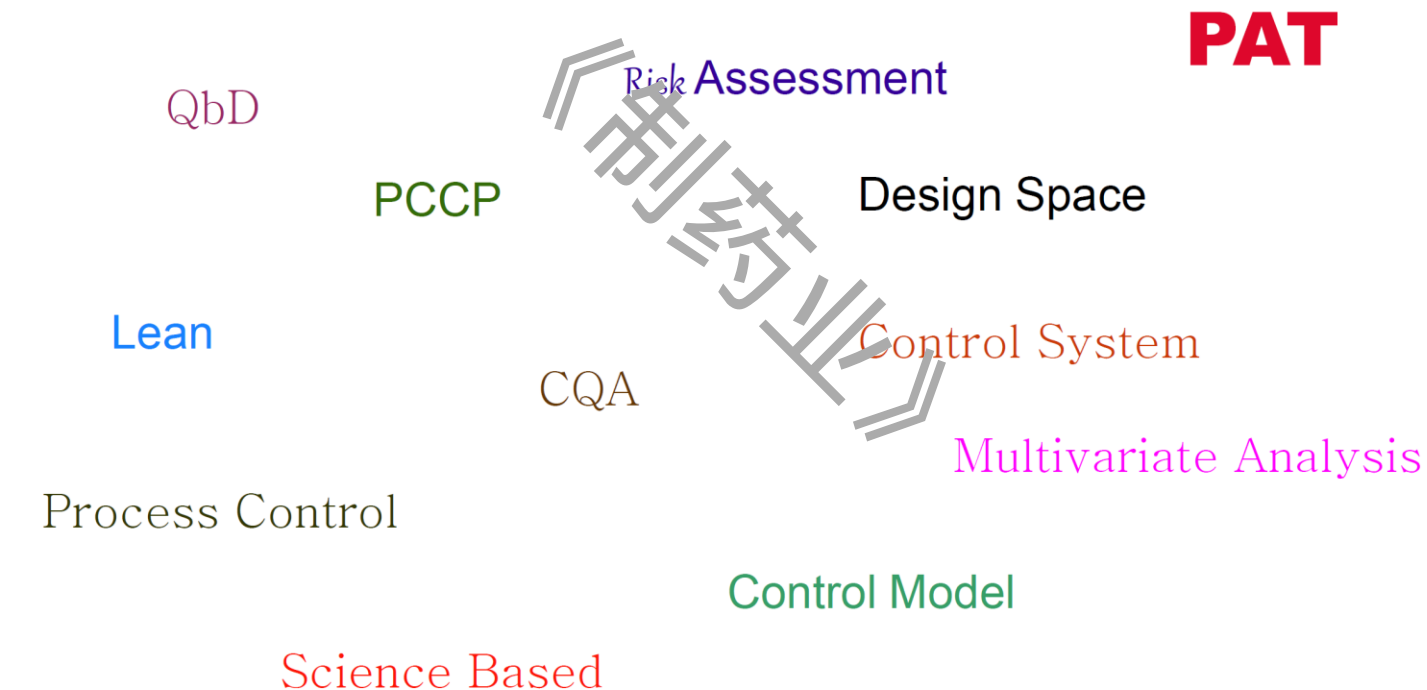 PAT
Risk Assessment
QbD
PCCP
Design Space
《制药业》
Lean
Control System
CQA
Multivariate Analysis
Process Control
Control Model
Science Based